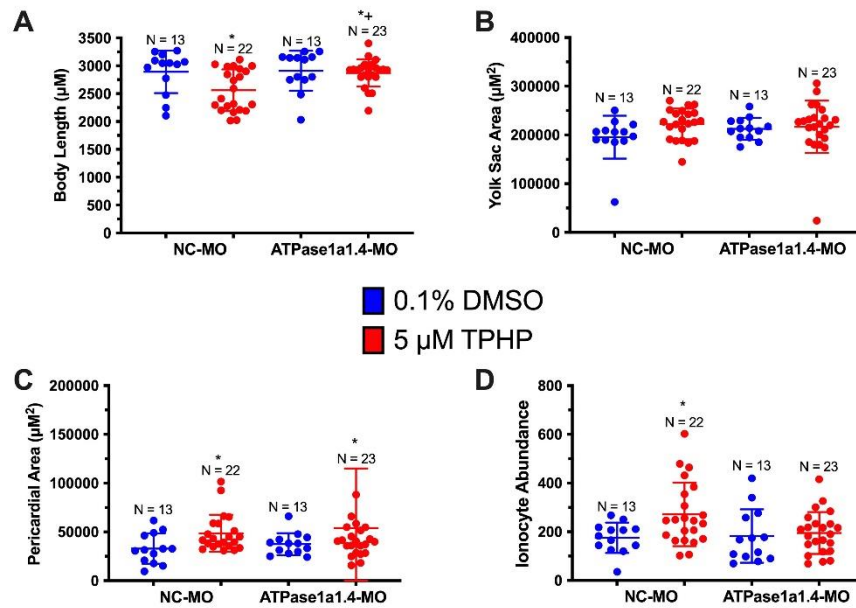 A
B
*
N = 13
N = 22
N = 13
*+
N = 23
3500
3000
2500
2000
1500
1000
500
0
Body Length (µM)
NC-MO
ATPase1a1.4-MO
400000
300000
200000
100000
0
Yolk Sac Area (µM²)
N = 13
N = 22
N = 13
N = 23
NC-MO
ATPase1a1.4-MO
0.1% DMSO
5 µM TPHP
C
200000
150000
100000
50000
0
Pericardial Area (µM²)
N = 13
*
N = 22
N = 13
*
N = 23
NC-MO
ATPase1a1.4-MO
D
800
600
400
200
0
Ionocyte Abundance
N = 13
*
N = 22
N = 13
N = 23
NC-MO
ATPase1a1.4-MO